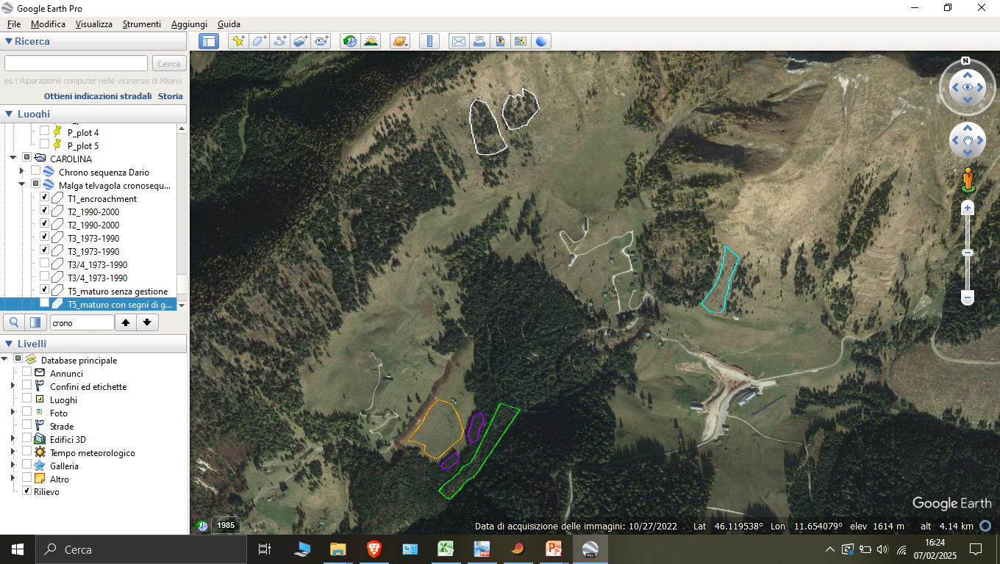 Google Earth Pro
File Modifica Visualizza Strumenti Aggiungi Guida
Ricerca
Cerca
es.: Riparazione computer nelle vicinanze di Milano
Ottieni indicazioni stradali Storia
Luoghi
P_plot 4
P_plot 5
CAROLINA
Chrono sequenza Dario
Malga telvagola cronosequ...
T1_encroachment
T2_1990-2000
T2_1990-2000
T3_1973-1990
T3_1973-1990
T3/4_1973-1990
T3/4_1973-1990
T5_maturo senza gestione
T5_maturo con segni di g...
crono
Livelli
Database principale
Annunci
Confini ed etichette
Luoghi
Foto
Strade
Edifici 3D
Tempo meteorologico
Galleria
Altro
Rilievo
N
Google Earth
1985
Data di acquisizione delle immagini: 10/27/2022 Lat 46.119538° Lon 11.654079° elev 1614 m alt 4.14 km
Cerca
PDF
Pro
16:24
07/02/2025